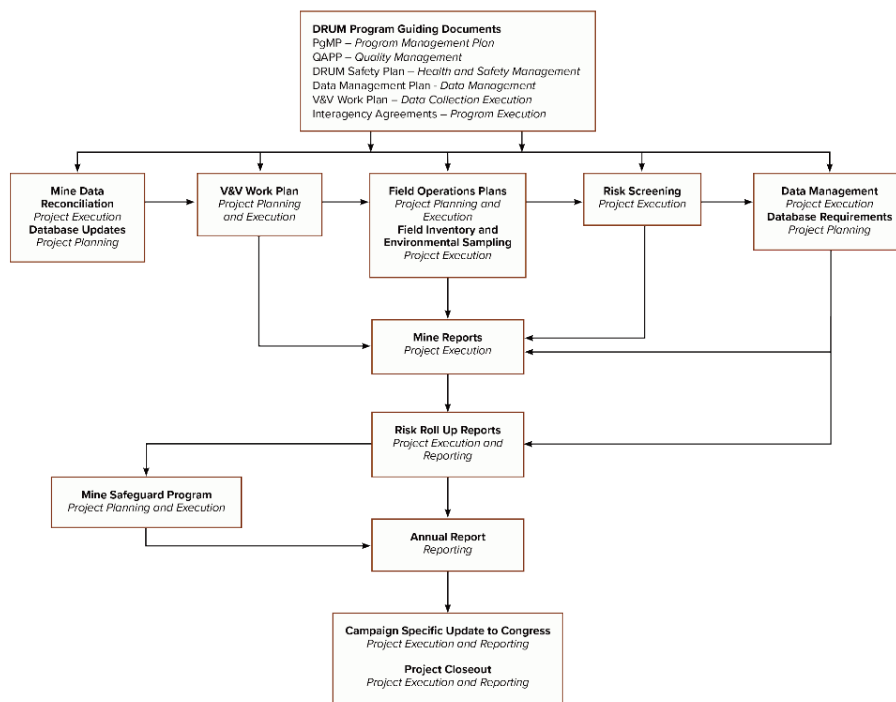 DRUM Program Guiding Documents
PgMP – Program Management Plan
QAPP – Quality Management
DRUM Safety Plan – Health and Safety Management
Data Management Plan - Data Management
V&V Work Plan – Data Collection Execution
Interagency Agreements – Program Execution
Mine Data
Reconciliation
Project Execution
Database Updates
Project Planning
V&V Work Plan
Project Planning
and Execution
Field Operations Plans
Project Planning and
Execution
Field Inventory and
Environmental Sampling
Project Execution
Risk Screening
Project Execution
Data Management
Project Execution
Database Requirements
Project Planning
Mine Reports
Project Execution
Risk Roll Up Reports
Project Execution and
Reporting
Mine Safeguard Program
Project Planning and Execution
Annual Report
Reporting
Campaign Specific Update to Congress
Project Execution and Reporting
Project Closeout
Project Execution and Reporting